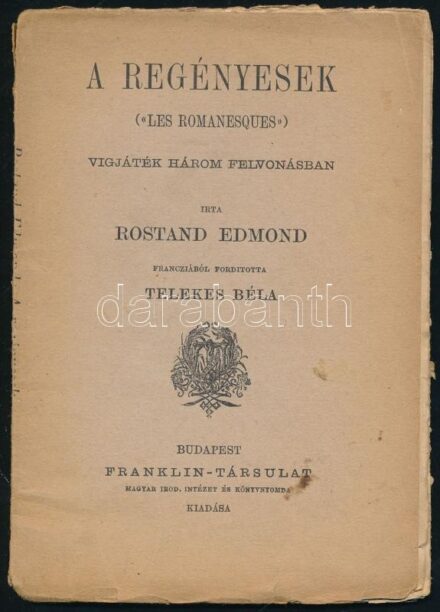 A REGÉNYESEK
(«LES ROMANESQUES»)
VIGJÁTÉK HÁROM FELVONÁSBAN
IRTA
ROSTAND EDMOND
FRANCZIÁBÓL FORDITOTTA
TELEKES BÉLA
darabanth
BUDAPEST
FRANKLIN-TÁRSULAT
MAGYAR IROD. INTÉZET ÉS KÖNYVNYOMDA
KIADÁSA